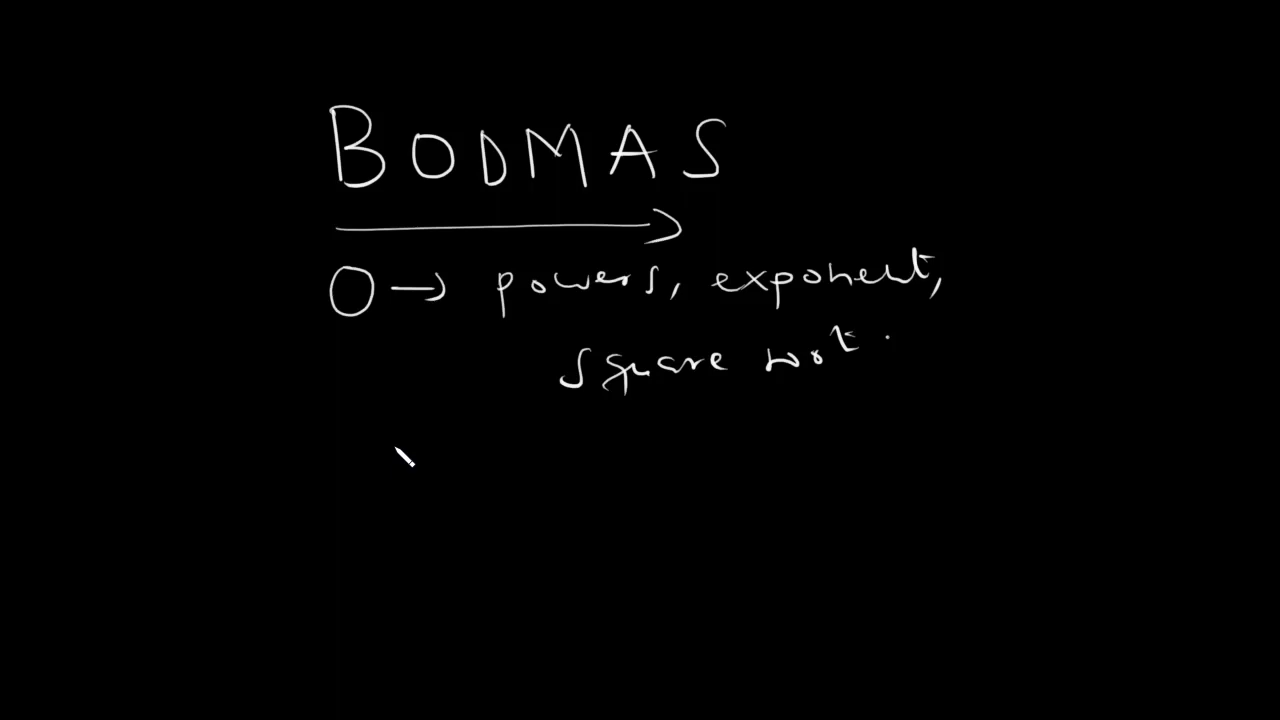 BODMAS
O → powers, exponent,
square root.